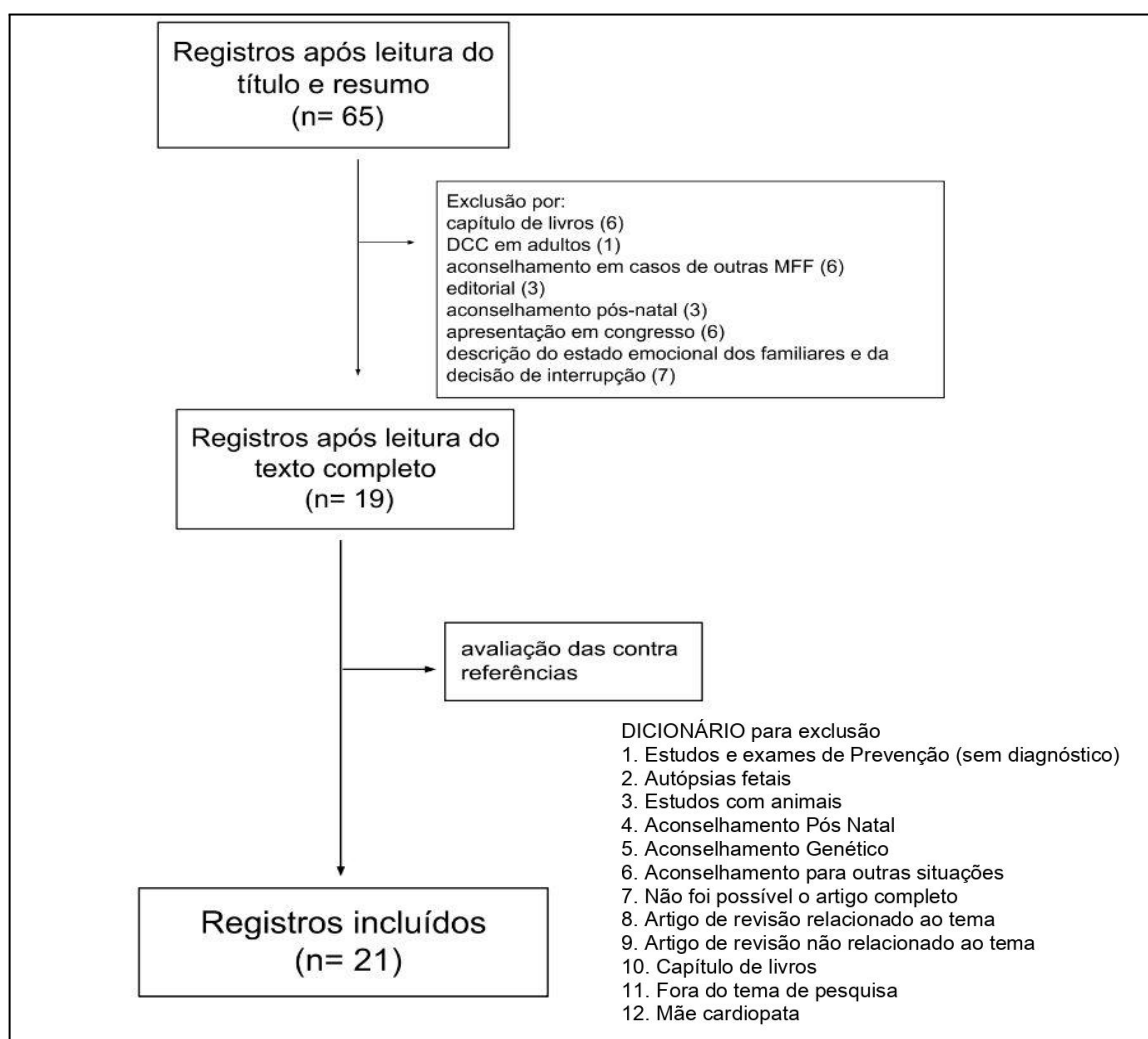 Registros após leitura do
título e resumo
(n= 65)
Exclusão por:
capítulo de livros (6)
DCC em adultos (1)
aconselhamento em casos de outras MFF (6)
editorial (3)
aconselhamento pós-natal (3)
apresentação em congresso (6)
descrição do estado emocional dos familiares e da
decisão de interrupção (7)
Registros após leitura do
texto completo
(n= 19)
avaliação das contra
referências
DICIONÁRIO para exclusão
1. Estudos e exames de Prevenção (sem diagnóstico)
2. Autópsias fetais
3. Estudos com animais
4. Aconselhamento Pós Natal
5. Aconselhamento Genético
6. Aconselhamento para outras situações
7. Não foi possível o artigo completo
8. Artigo de revisão relacionado ao tema
9. Artigo de revisão não relacionado ao tema
10. Capítulo de livros
11. Fora do tema de pesquisa
12. Mãe cardiopata
Registros incluídos
(n= 21)